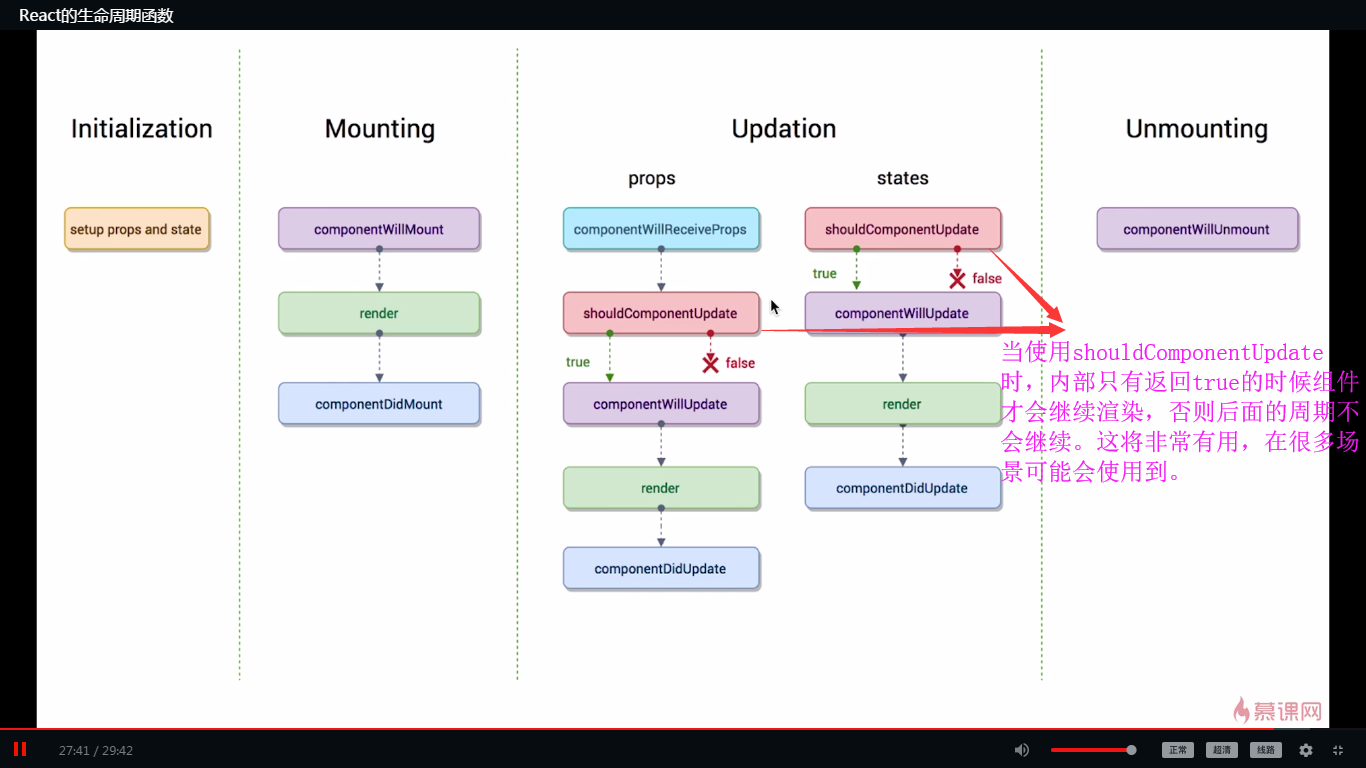 React的生命周期函数
Initialization
Mounting
Updation
Unmounting
props
states
setup props and state
componentWillMount
render
componentDidMount
componentWillReceiveProps
shouldComponentUpdate
true
false
componentWillUpdate
render
componentDidUpdate
shouldComponentUpdate
true
false
componentWillUpdate
render
componentDidUpdate
componentWillUnmount
当使用shouldComponentUpdate
时，内部只有返回true的时候组件
才会继续渲染，否则后面的周期不
会继续。这将非常有用，在很多场
景可能会使用到。
慕课网
27:41 / 29:42
正常
超清
线路